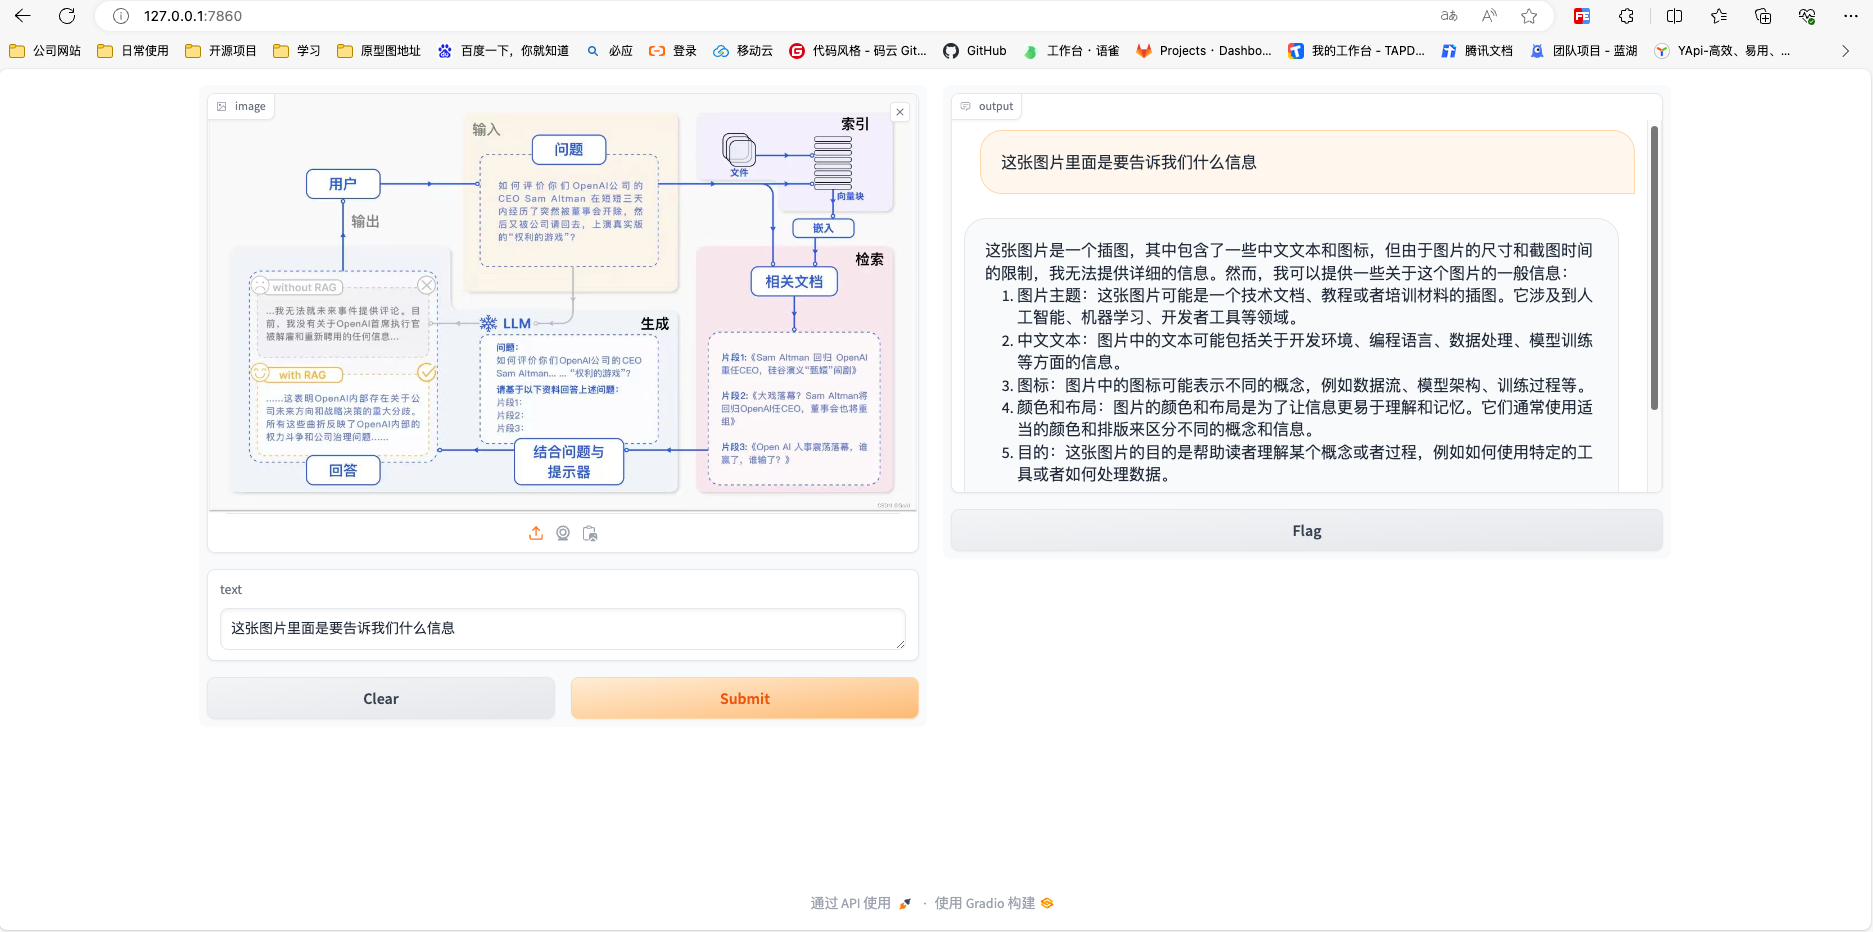 127.0.0.1:7860
公司网站
日常使用
开源项目
学习
原型图地址
百度一下，你就知道
必应
登录
移动云
代码风格 - 码云 Git...
GitHub
工作台 · 语雀
Projects · Dashbo...
我的工作台 - TAPD...
腾讯文档
团队项目 - 蓝湖
YApi-高效、易用、...
image
输入
问题
如何评价你们OpenAI公司的
CEO Sam Altman 在短短三天
内经历了突然被董事会开除，然
后又被公司请回去，上演真实版
的“权利的游戏”？
用户
输出
索引
文件
向量块
嵌入
检索
相关文档
片段1:《Sam Altman 回归 OpenAI
重任CEO，硅谷演义“甄嬛”闹剧》
片段2:《大戏落幕？Sam Altman将
回归OpenAI任CEO，董事会也将重
组》
片段3:《Open AI 人事震荡落幕，谁
赢了，谁输了？》
without RAG
...我无法就未来事件提供评论。目
前，我没有关于OpenAI首席执行官
被解雇和重新聘用的任何信息...
with RAG
......这表明OpenAI内部存在关于公
司未来方向和战略决策的重大分歧。
所有这些曲折反映了OpenAI内部的
权力斗争和公司治理问题......
回答
LLM
生成
问题:
如何评价你们OpenAI公司的CEO
Sam Altman... ... “权利的游戏”？
请基于以下资料回答上述问题：
片段1:
片段2:
片段3:
结合问题与
提示器
text
这张图片里面是要告诉我们什么信息
Clear
Submit
output
这张图片里面是要告诉我们什么信息
这张图片是一个插图，其中包含了一些中文文本和图标，但由于图片的尺寸和截图时间
的限制，我无法提供详细的信息。然而，我可以提供一些关于这个图片的一般信息：
1. 图片主题：这张图片可能是一个技术文档、教程或者培训材料的插图。它涉及到人
工智能、机器学习、开发者工具等领域。
2. 中文文本：图片中的文本可能包括关于开发环境、编程语言、数据处理、模型训练
等方面的信息。
3. 图标：图片中的图标可能表示不同的概念，例如数据流、模型架构、训练过程等。
4. 颜色和布局：图片的颜色和布局是为了让信息更易于理解和记忆。它们通常使用适
当的颜色和排版来区分不同的概念和信息。
5. 目的：这张图片的目的是帮助读者理解某个概念或者过程，例如如何使用特定的工
具或者如何处理数据。
Flag
通过 API 使用 · 使用 Gradio 构建